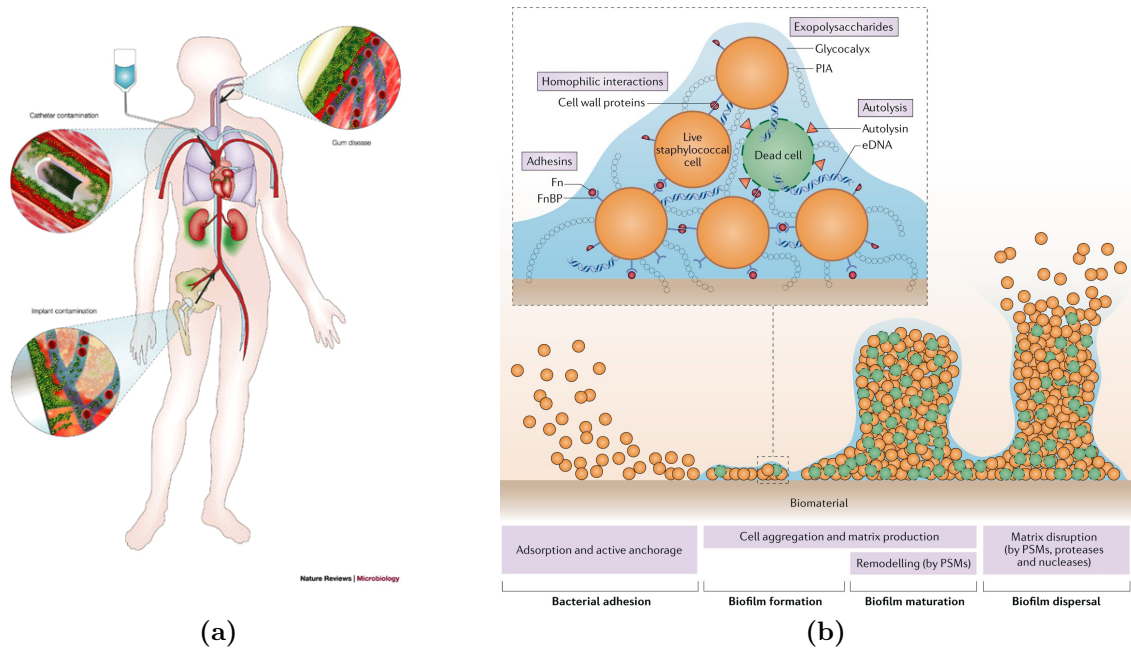 Catheter contamination
Gum disease
Implant contamination
Nature Reviews | Microbiology
(a)
Exopolysaccharides
Glycocalyx
PIA
Homophilic interactions
Cell wall proteins
Autolysis
Autolysin
eDNA
Live
staphylococcal
cell
Dead cell
Adhesins
Fn
FnBP
Biomaterial
Adsorption and active anchorage
Cell aggregation and matrix production
Remodelling (by PSMs)
Matrix disruption
(by PSMs, proteases
and nucleases)
Bacterial adhesion
Biofilm formation
Biofilm maturation
Biofilm dispersal
(b)